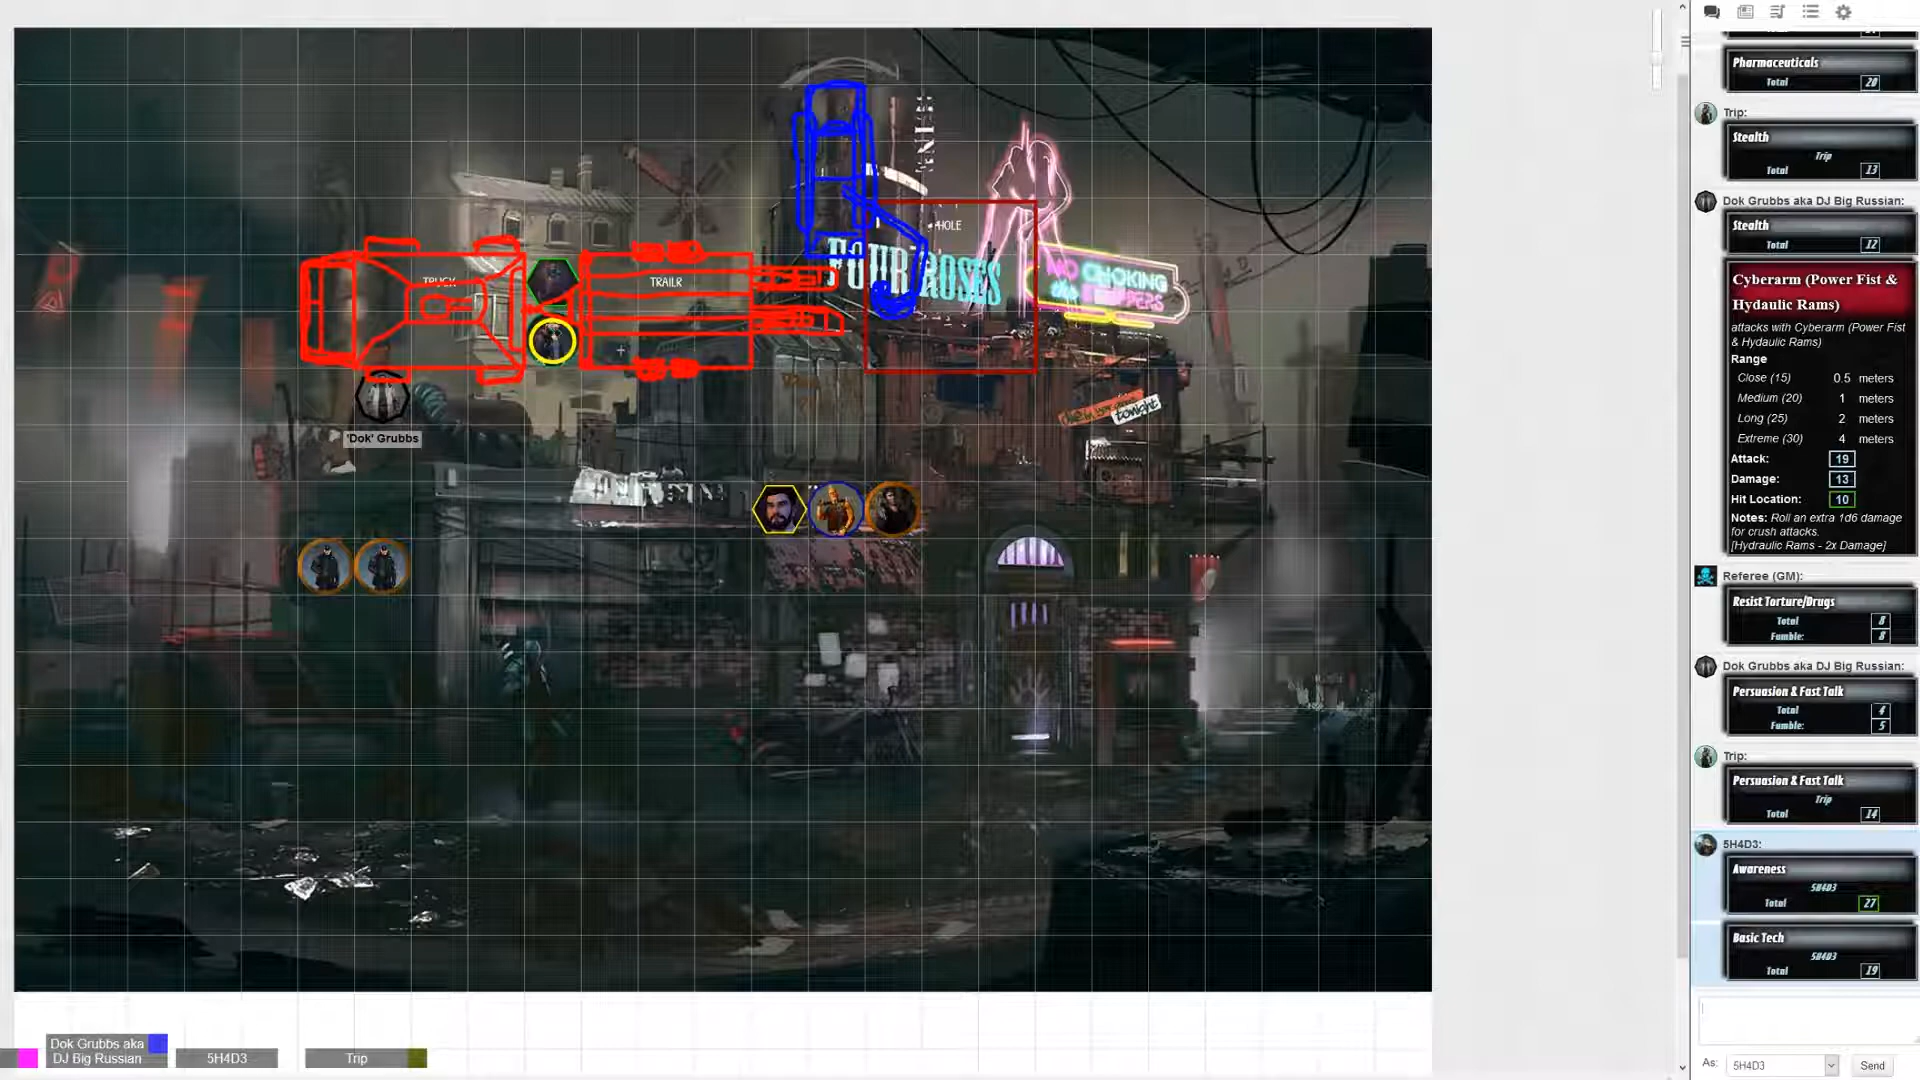 HOLE
FOUR ROSES
NO CHOKING
the STRIPPERS
TRUCK
TRAILR
tonight
'Dok' Grubbs
Dok Grubbs aka
DJ Big Russian
5H4D3
Trip
Pharmaceuticals
Total 20
Trip:
Stealth
Trip
Total 13
Dok Grubbs aka DJ Big Russian:
Stealth
Total 12
Cyberarm (Power Fist &
Hydaulic Rams)
attacks with Cyberarm (Power Fist
& Hydaulic Rams)
Range
Close (15) 0.5 meters
Medium (20) 1 meters
Long (25) 2 meters
Extreme (30) 4 meters
Attack: 19
Damage: 13
Hit Location: 10
Notes: Roll an extra 1d6 damage
for crush attacks.
[Hydaulic Rams - 2x Damage]
Referee (GM):
Resist Torture/Drugs
Total 8
Fumble: 8
Dok Grubbs aka DJ Big Russian:
Persuasion & Fast Talk
Total 4
Fumble: 5
Trip:
Persuasion & Fast Talk
Trip
Total 14
5H4D3:
Awareness
5H4D3
Total 27
Basic Tech
5H4D3
Total 19
As: 5H4D3 Send